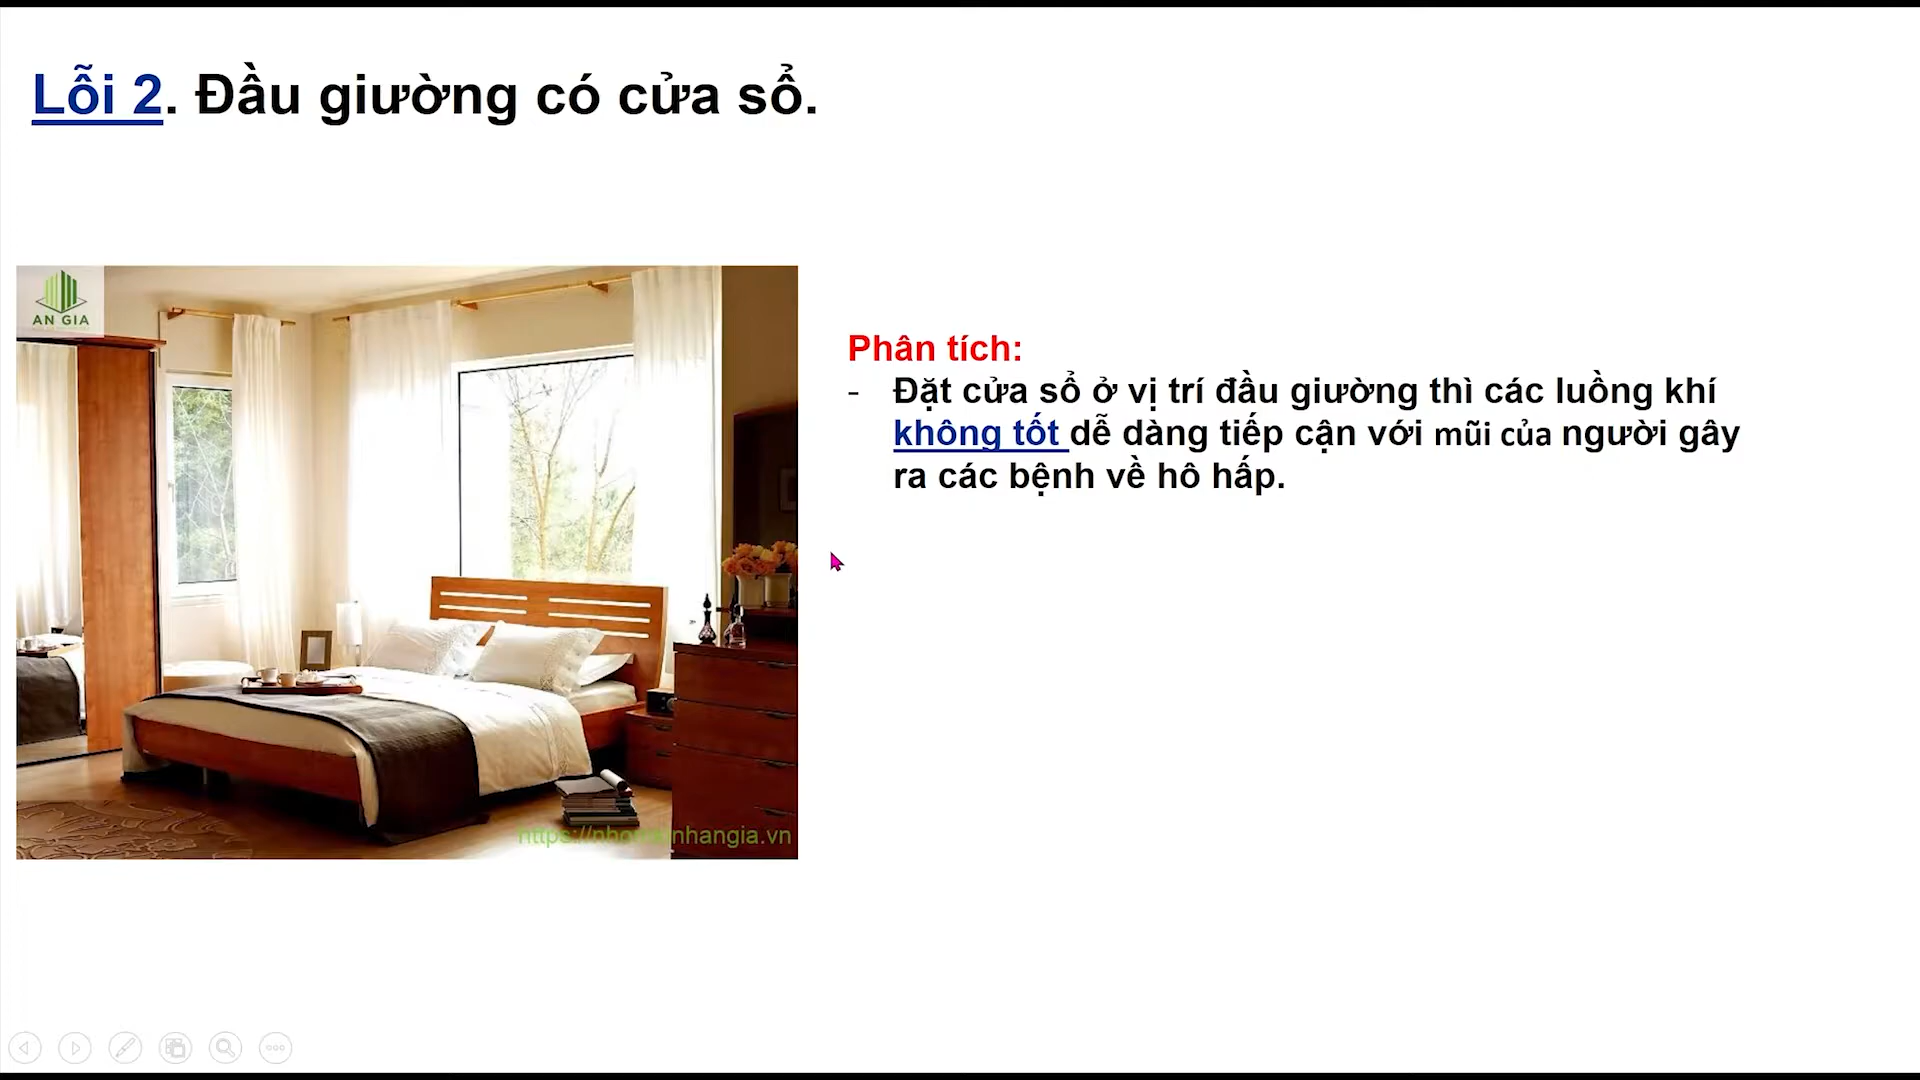 Lỗi 2. Đầu giường có cửa sổ.
AN GIA
Phân tích:
- Đặt cửa sổ ở vị trí đầu giường thì các luồng khí
không tốt dễ dàng tiếp cận với mũi của người gây
ra các bệnh về hô hấp.